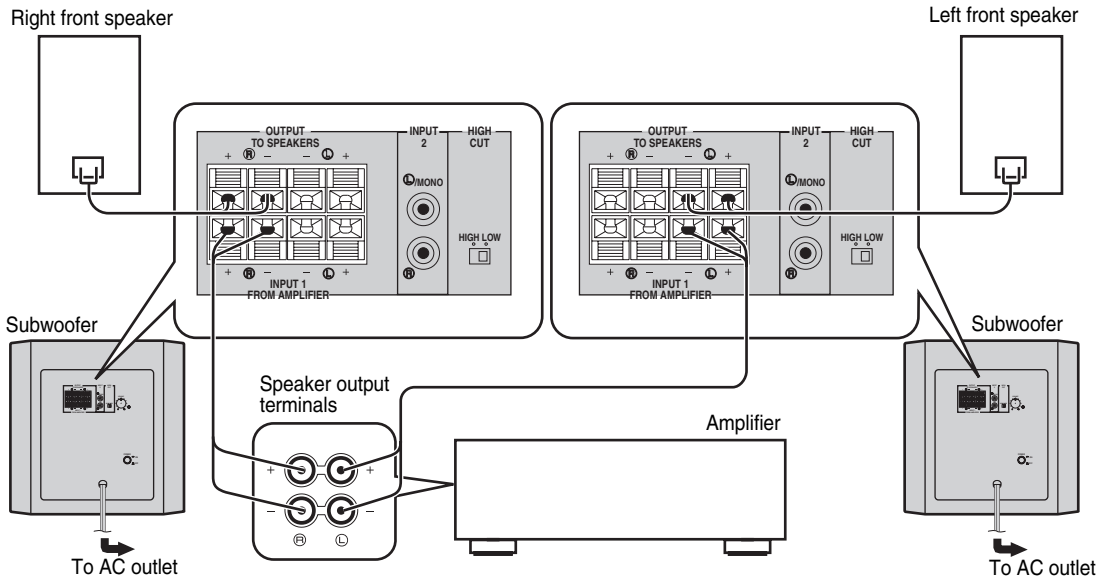 Right front speaker
Left front speaker
OUTPUT
TO SPEAKERS
INPUT
2
HIGH
CUT
+ R – – L +
L/MONO
HIGH LOW
R
+ R – – L +
INPUT 1
FROM AMPLIFIER
OUTPUT
TO SPEAKERS
INPUT
2
HIGH
CUT
+ R – – L +
L/MONO
HIGH LOW
R
+ R – – L +
INPUT 1
FROM AMPLIFIER
Subwoofer
Subwoofer
Speaker output
terminals
Amplifier
+ +
– –
R L
To AC outlet
To AC outlet